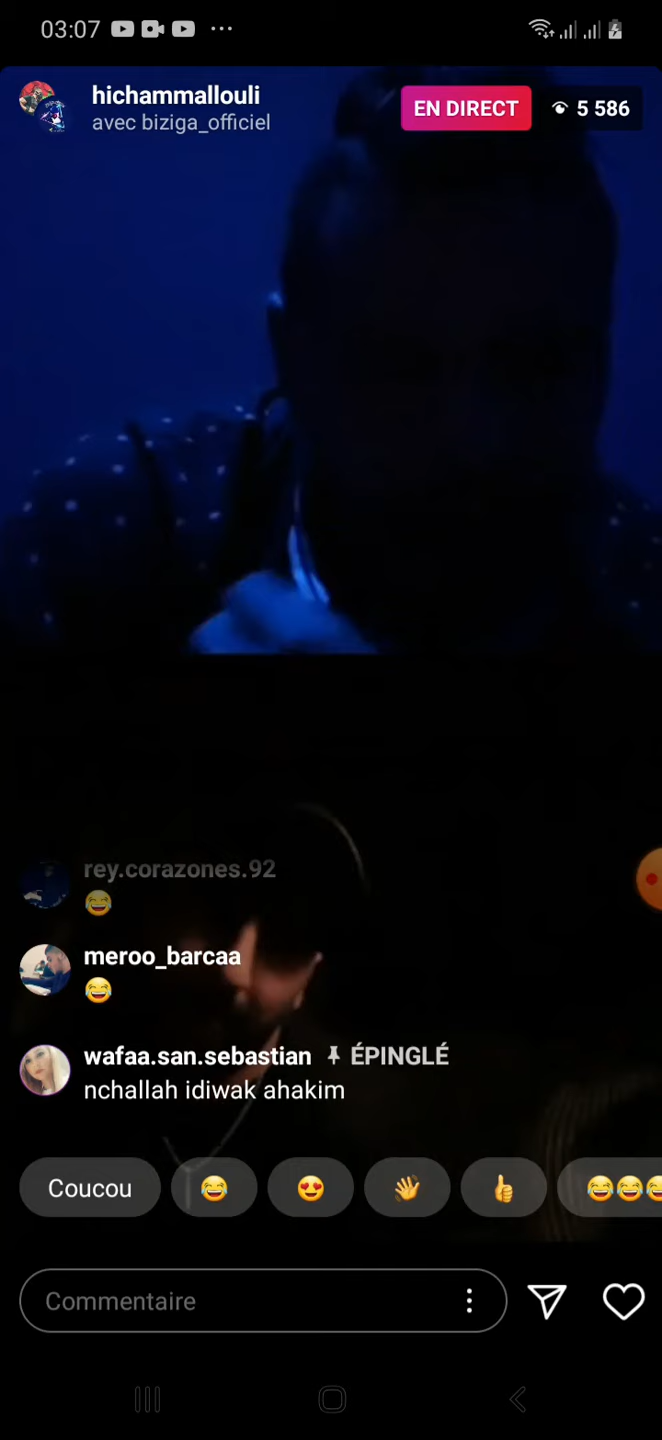 03:07
hichammallouli
avec biziga_officiel
EN DIRECT
5 586
rey.corazones.92
😂
meroo_barcaa
😂
wafaa.san.sebastian ÉPINGLÉ
nchallah idiwak ahakim
Coucou 😂 😍 👋 👍 😂😂😂
Commentaire